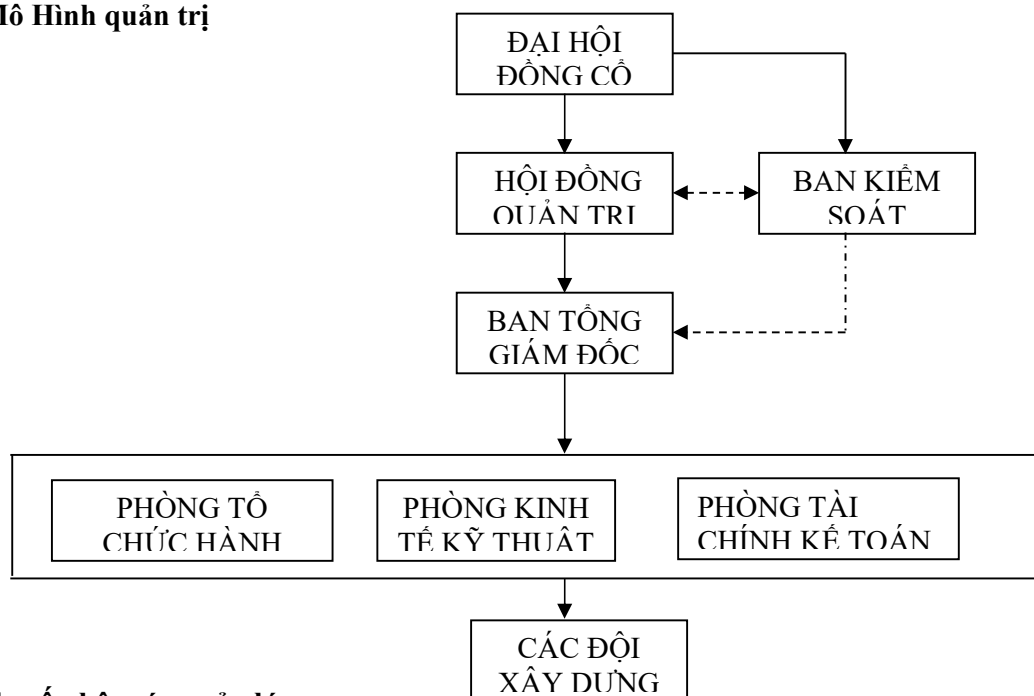 Mô Hình quản trị
ĐẠI HỘI
ĐỒNG CỔ
HỘI ĐỒNG
QUẢN TRỊ
BAN KIỂM
SOÁT
BAN TỔNG
GIÁM ĐỐC
PHÒNG TỔ
CHỨC HÀNH
PHÒNG KINH
TẾ KỸ THUẬT
PHÒNG TÀI
CHÍNH KẾ TOÁN
CÁC ĐỘI
XÂY DỰNG